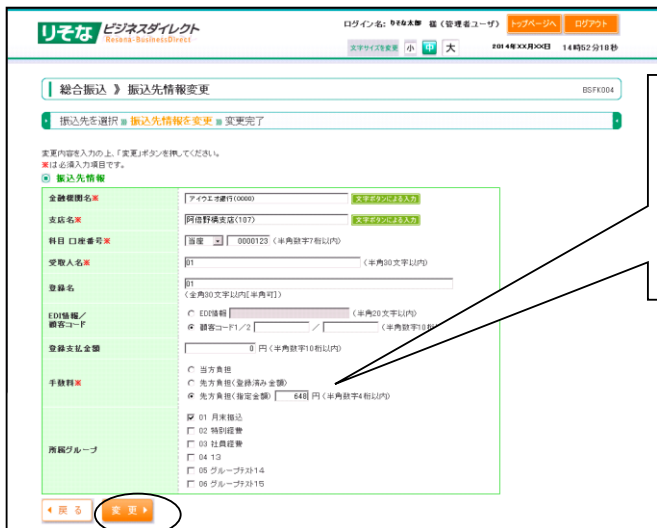 りそな ビジネスダイレクト
Resona-BusinessDirect
ログイン名: りそな太郎 様 (管理者ユーザ) トップページへ ログアウト
文字サイズを変更 小 中 大 2014年XX月XX日 14時52分18秒
総合振込 》 振込先情報変更 BSFK004
振込先を選択 振込先情報を変更 変更完了
変更内容を入力の上、「変更」ボタンを押してください。
※は必須入力項目です。
振込先情報
金融機関名※ アイウエオ銀行(0000) 文字ボタンによる入力
支店名※ 阿倍野橋支店(107) 文字ボタンによる入力
科目 口座番号※ 当座 0000123 (半角数字7桁以内)
受取人名※ 01 (半角30文字以内)
登録名 01
(全角30文字以内[半角可])
EDI情報/ EDI情報 (半角20文字以内)
顧客コード 顧客コード1/2 / (半角数字10桁
登録支払金額 0 円 (半角数字10桁以内)
手数料※ 当方負担
先方負担(登録済み金額)
先方負担(指定金額) 648 円 (半角数字4桁以内)
所属グループ 01 月末振込
02 特別経費
03 社員経費
04 13
05 グループテスト14
06 グループテスト15
戻る 変更